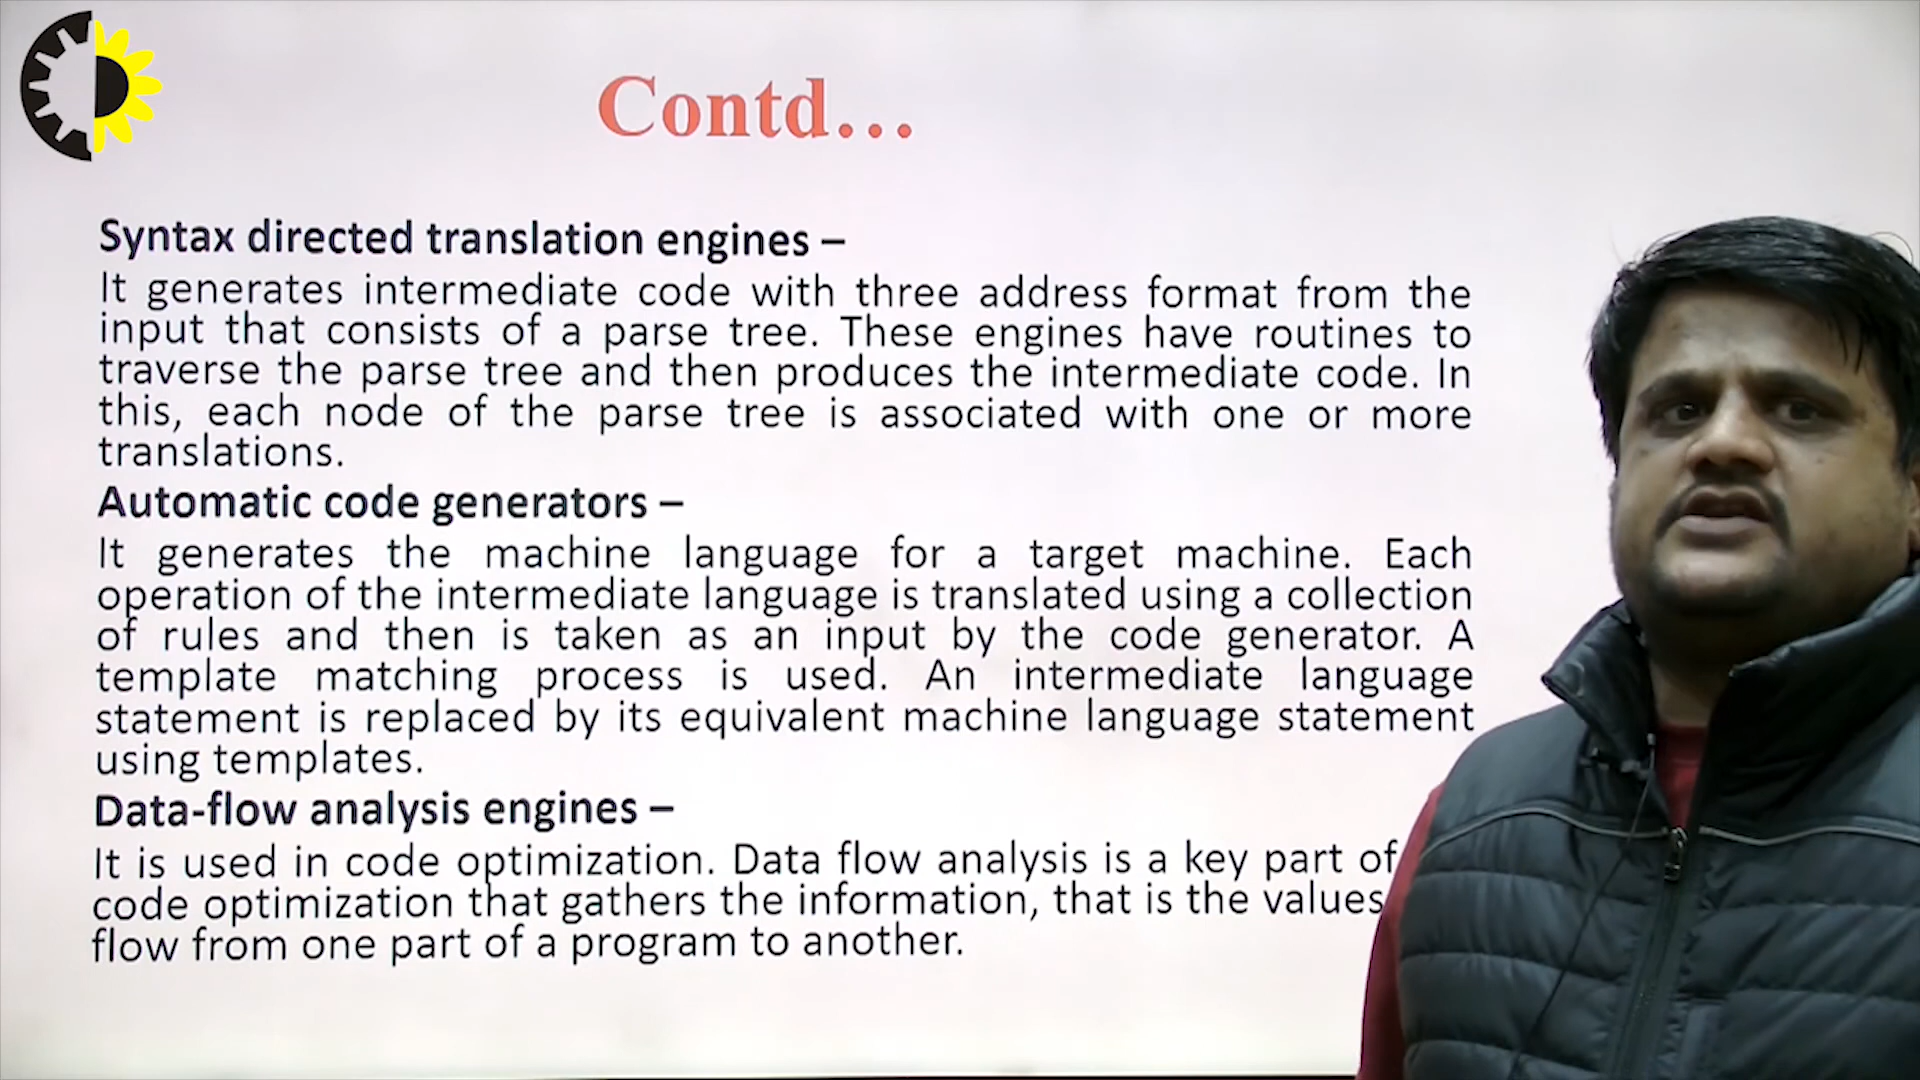 Contd...
Syntax directed translation engines –
It generates intermediate code with three address format from the
input that consists of a parse tree. These engines have routines to
traverse the parse tree and then produces the intermediate code. In
this, each node of the parse tree is associated with one or more
translations.
Automatic code generators –
It generates the machine language for a target machine. Each
operation of the intermediate language is translated using a collection
of rules and then is taken as an input by the code generator. A
template matching process is used. An intermediate language
statement is replaced by its equivalent machine language statement
using templates.
Data-flow analysis engines –
It is used in code optimization. Data flow analysis is a key part of
code optimization that gathers the information, that is the values
flow from one part of a program to another.